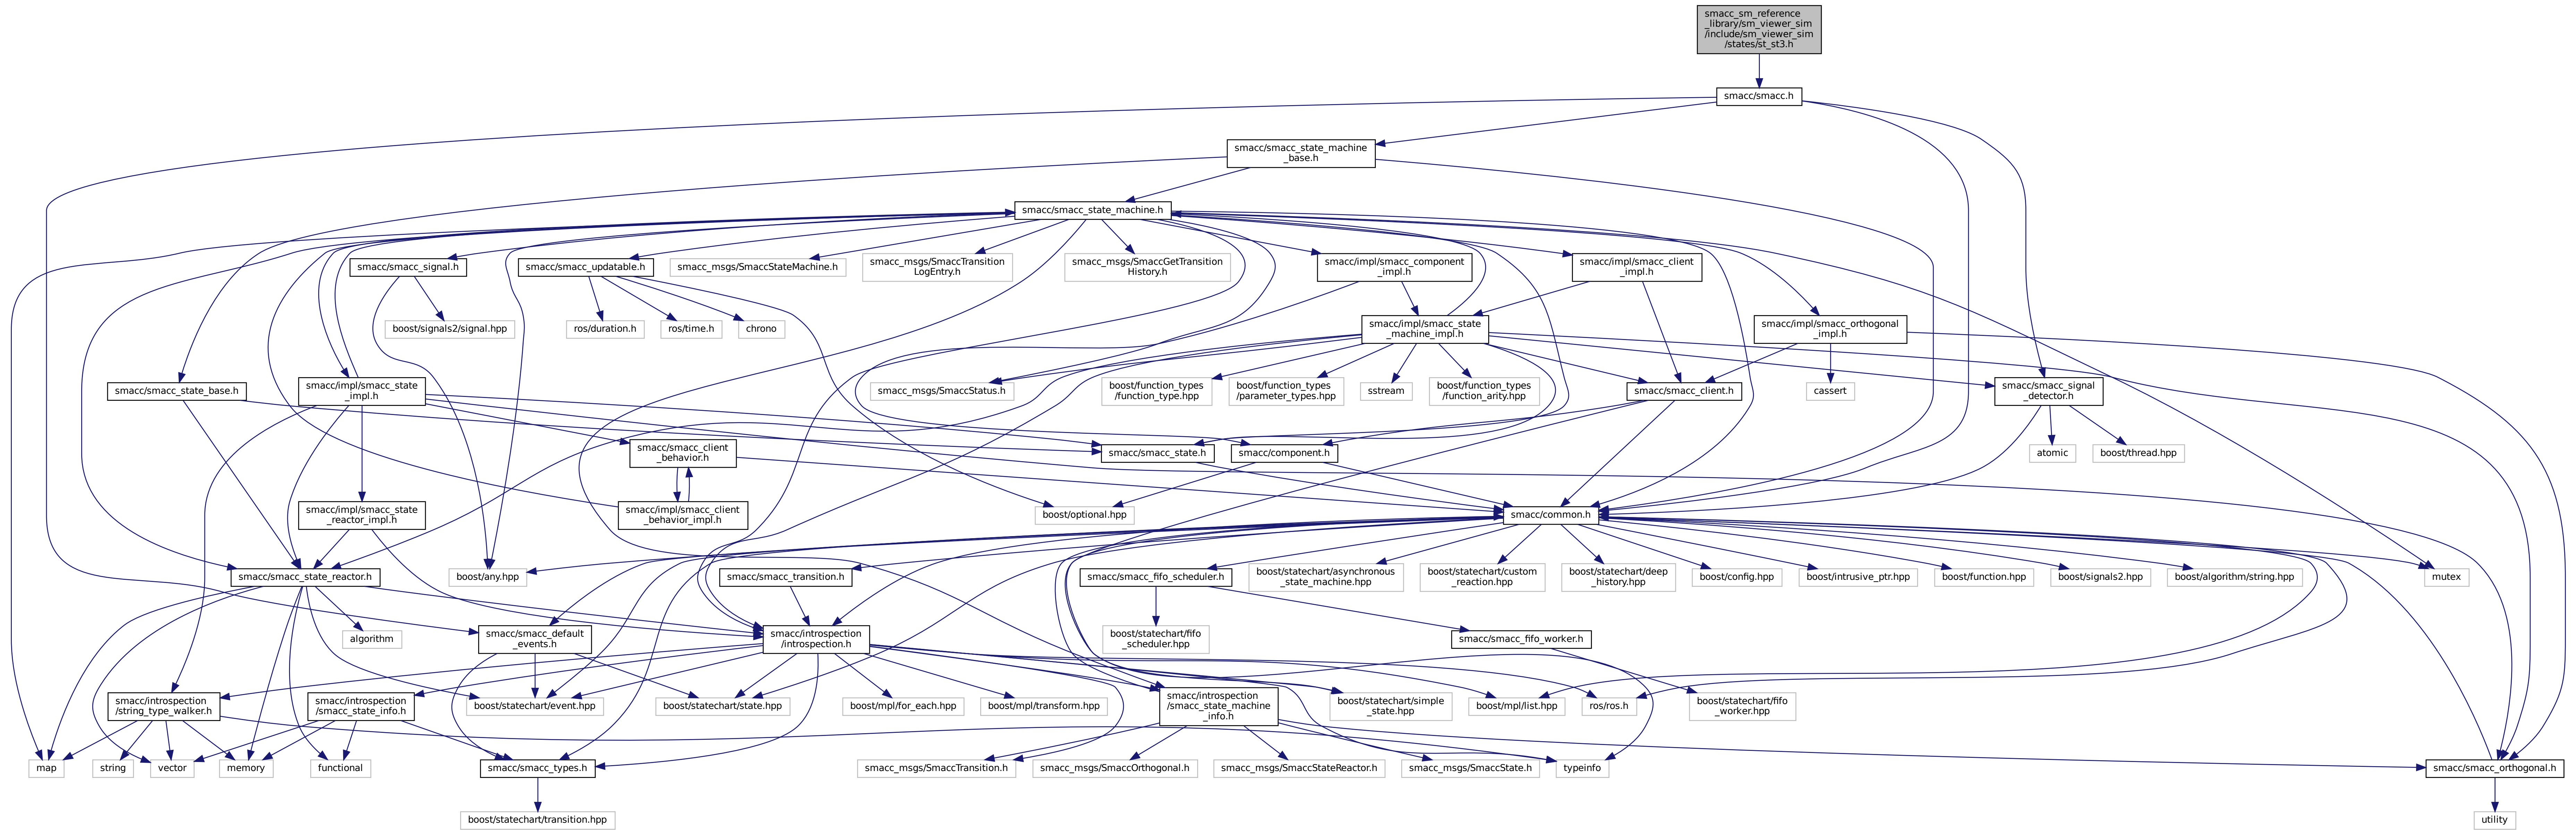 smacc_sm_reference
_library/sm_viewer_sim
/include/sm_viewer_sim
/states/st_st3.h
smacc/smacc.h
smacc/smacc_state_machine
_base.h
smacc/smacc_state_machine.h
smacc/smacc_signal.h
smacc/smacc_updatable.h
smacc_msgs/SmaccStateMachine.h
smacc_msgs/SmaccTransition
LogEntry.h
smacc_msgs/SmaccGetTransition
History.h
smacc/impl/smacc_component
_impl.h
smacc/impl/smacc_client
_impl.h
boost/signals2/signal.hpp
ros/duration.h
ros/time.h
chrono
smacc/impl/smacc_state
_machine_impl.h
smacc/impl/smacc_orthogonal
_impl.h
smacc/smacc_state_base.h
smacc/impl/smacc_state
_impl.h
smacc_msgs/SmaccStatus.h
boost/function_types
/function_type.hpp
boost/function_types
/parameter_types.hpp
sstream
boost/function_types
/function_arity.hpp
smacc/smacc_client.h
cassert
smacc/smacc_signal
_detector.h
smacc/smacc_client
_behavior.h
smacc/smacc_state.h
smacc/component.h
atomic
boost/thread.hpp
smacc/impl/smacc_state
_reactor_impl.h
smacc/impl/smacc_client
_behavior_impl.h
boost/optional.hpp
smacc/common.h
smacc/smacc_state_reactor.h
boost/any.hpp
smacc/smacc_transition.h
smacc/smacc_fifo_scheduler.h
boost/statechart/asynchronous
_state_machine.hpp
boost/statechart/custom
_reaction.hpp
boost/statechart/deep
_history.hpp
boost/config.hpp
boost/intrusive_ptr.hpp
boost/function.hpp
boost/signals2.hpp
boost/algorithm/string.hpp
mutex
algorithm
smacc/smacc_default
_events.h
smacc/introspection
/introspection.h
boost/statechart/fifo
_scheduler.hpp
smacc/smacc_fifo_worker.h
smacc/introspection
/string_type_walker.h
smacc/introspection
/smacc_state_info.h
boost/statechart/event.hpp
boost/statechart/state.hpp
boost/mpl/for_each.hpp
boost/mpl/transform.hpp
smacc/introspection
/smacc_state_machine
_info.h
boost/statechart/simple
_state.hpp
boost/mpl/list.hpp
ros/ros.h
boost/statechart/fifo
_worker.hpp
map
string
vector
memory
functional
smacc/smacc_types.h
smacc_msgs/SmaccTransition.h
smacc_msgs/SmaccOrthogonal.h
smacc_msgs/SmaccStateReactor.h
smacc_msgs/SmaccState.h
typeinfo
smacc/smacc_orthogonal.h
boost/statechart/transition.hpp
utility